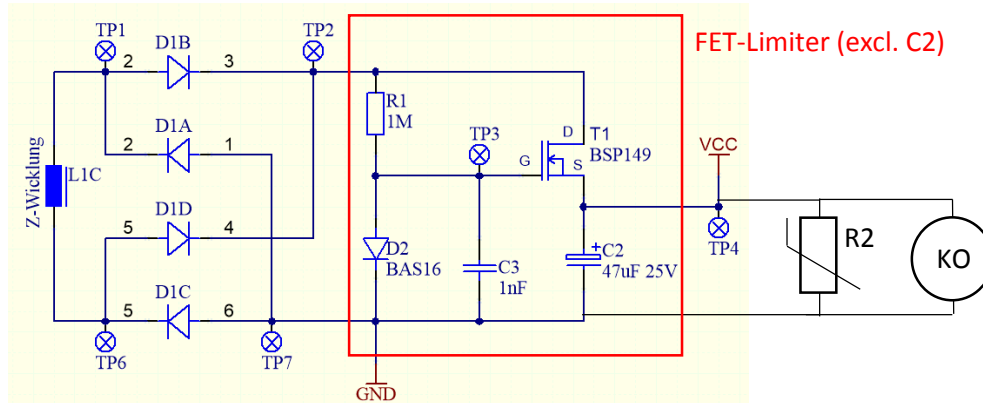 FET-Limiter (excl. C2)
TP1
D1B
TP2
2
3
R1
1M
D1A
TP3
D
T1
BSP149
VCC
2
1
G
S
Z-Wicklung
L1C
D1D
TP4
R2
KO
5
4
D2
BAS16
C3
1nF
+
C2
47uF 25V
D1C
5
6
TP6
TP7
GND